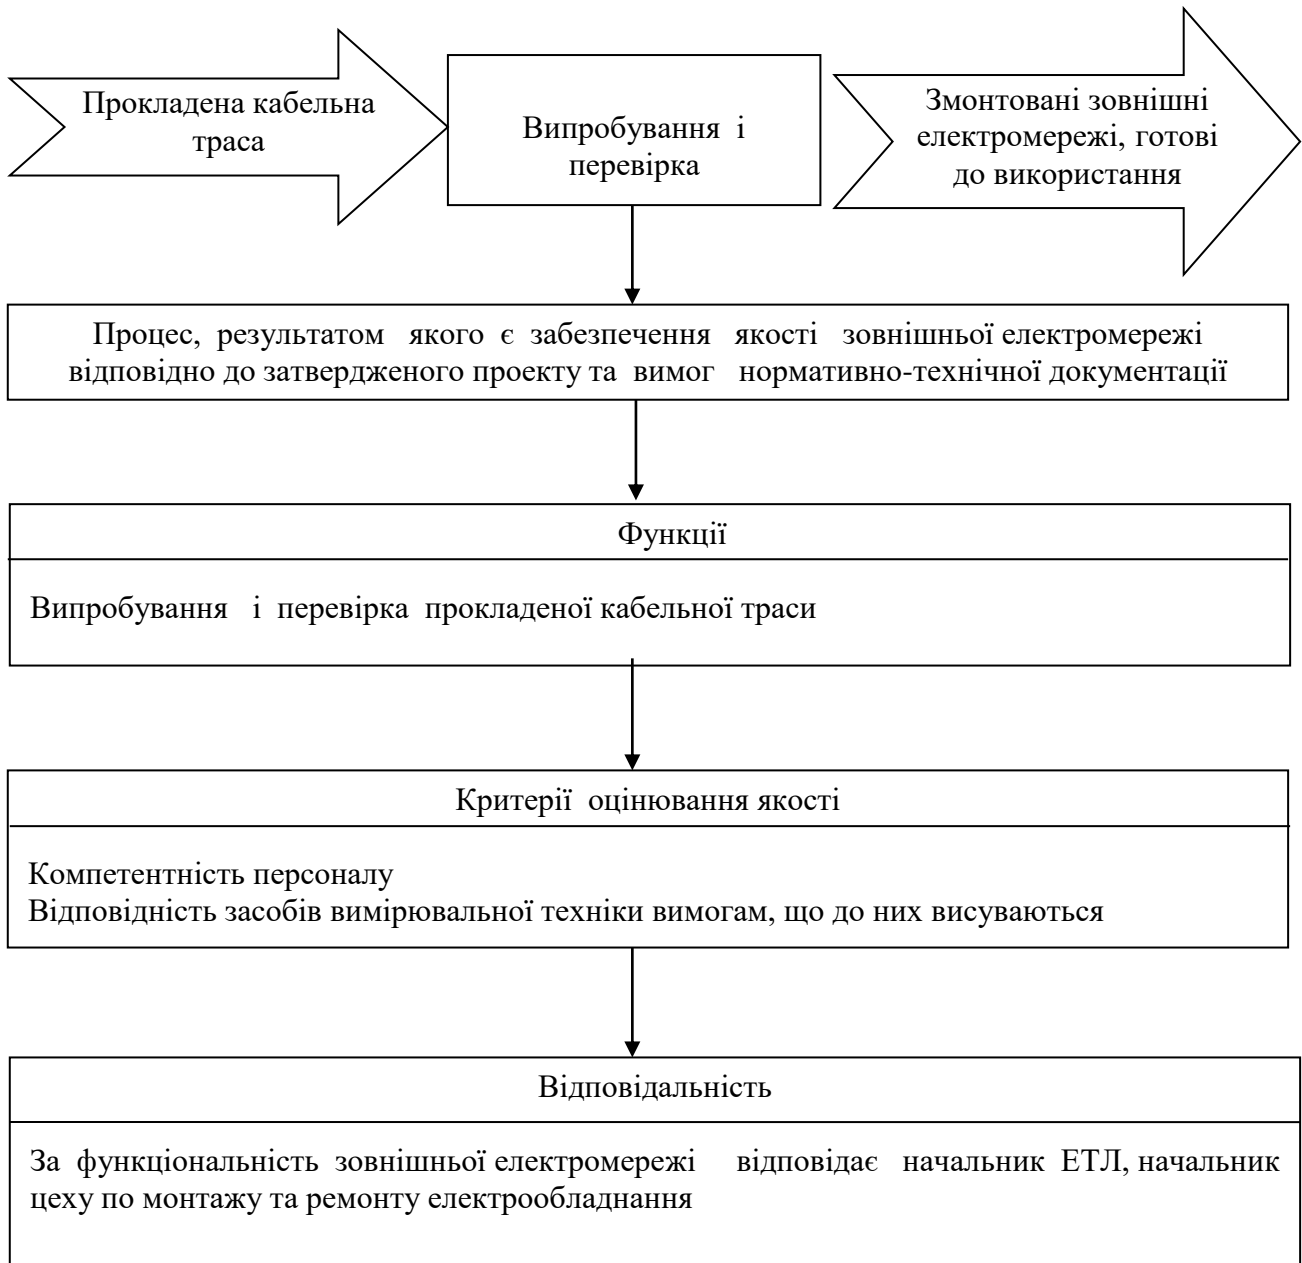 Прокладена кабельна
траса
Випробування і
перевірка
Змонтовані зовнішні
електромережі, готові
до використання
Процес, результатом якого є забезпечення якості зовнішньої електромережі
відповідно до затвердженого проекту та вимог нормативно-технічної документації
Функції
Випробування і перевірка прокладеної кабельної траси
Критерії оцінювання якості
Компетентність персоналу
Відповідність засобів вимірювальної техніки вимогам, що до них висуваються
Відповідальність
За функціональність зовнішньої електромережі відповідає начальник ЕТЛ, начальник
цеху по монтажу та ремонту електрообладнання